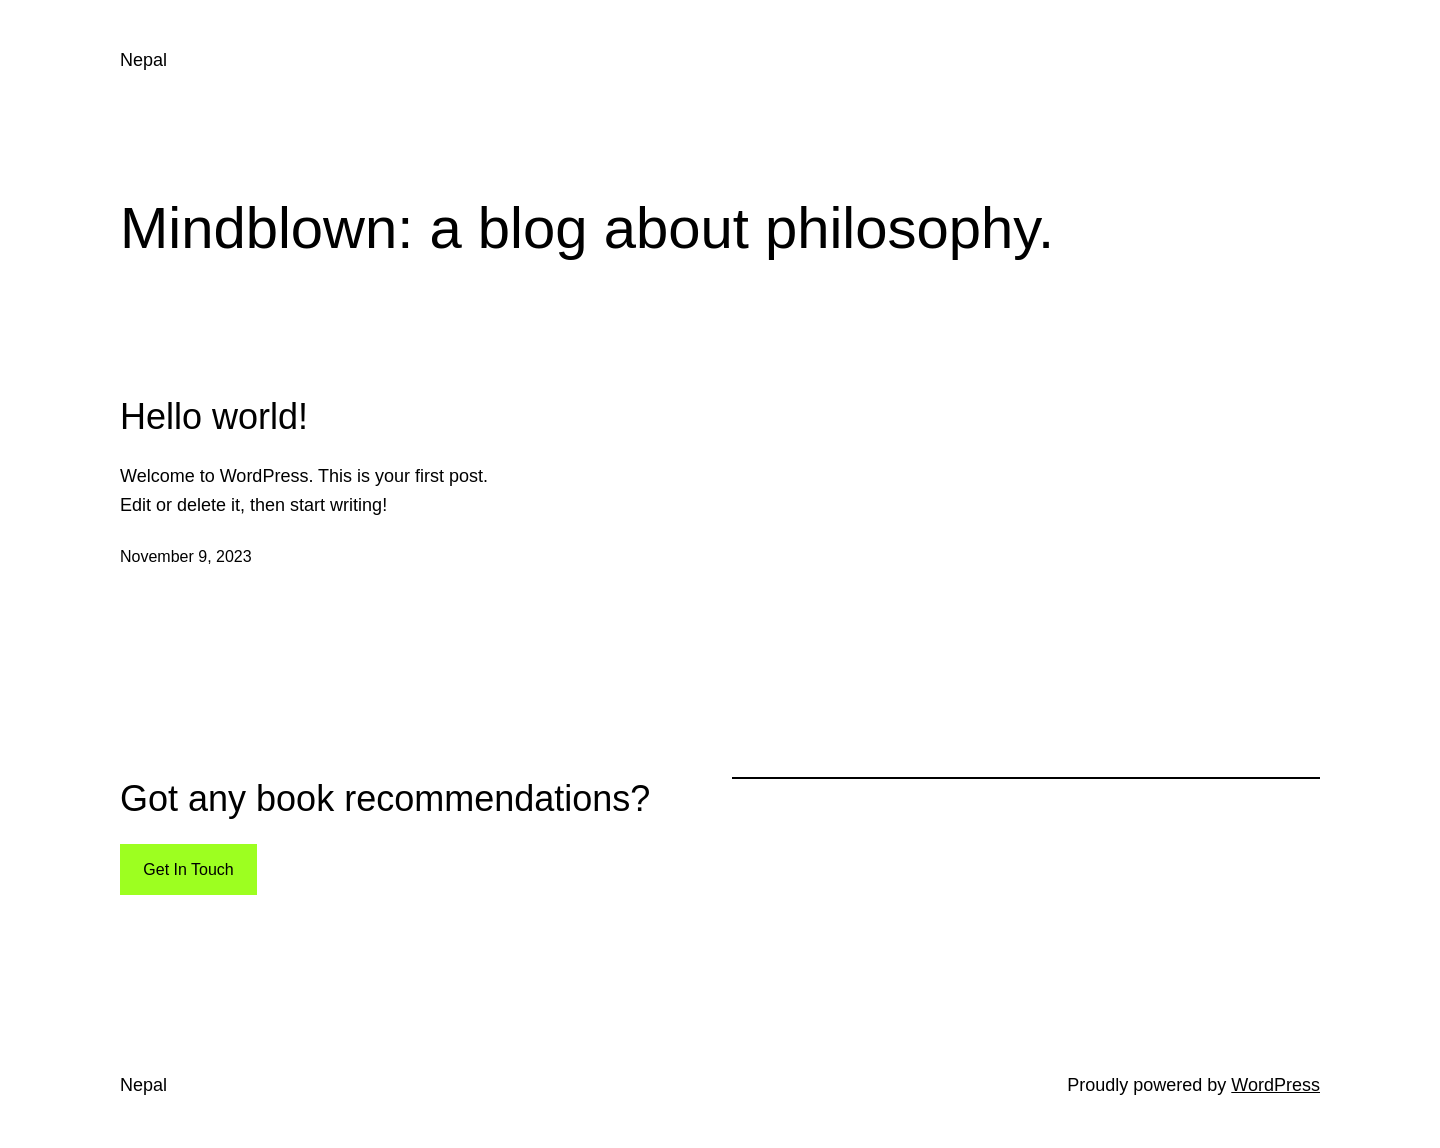 Nepal
Mindblown: a blog about philosophy.
Hello world!
Welcome to WordPress. This is your first post.
Edit or delete it, then start writing!
November 9, 2023
Got any book recommendations?
Get In Touch
Nepal
Proudly powered by WordPress